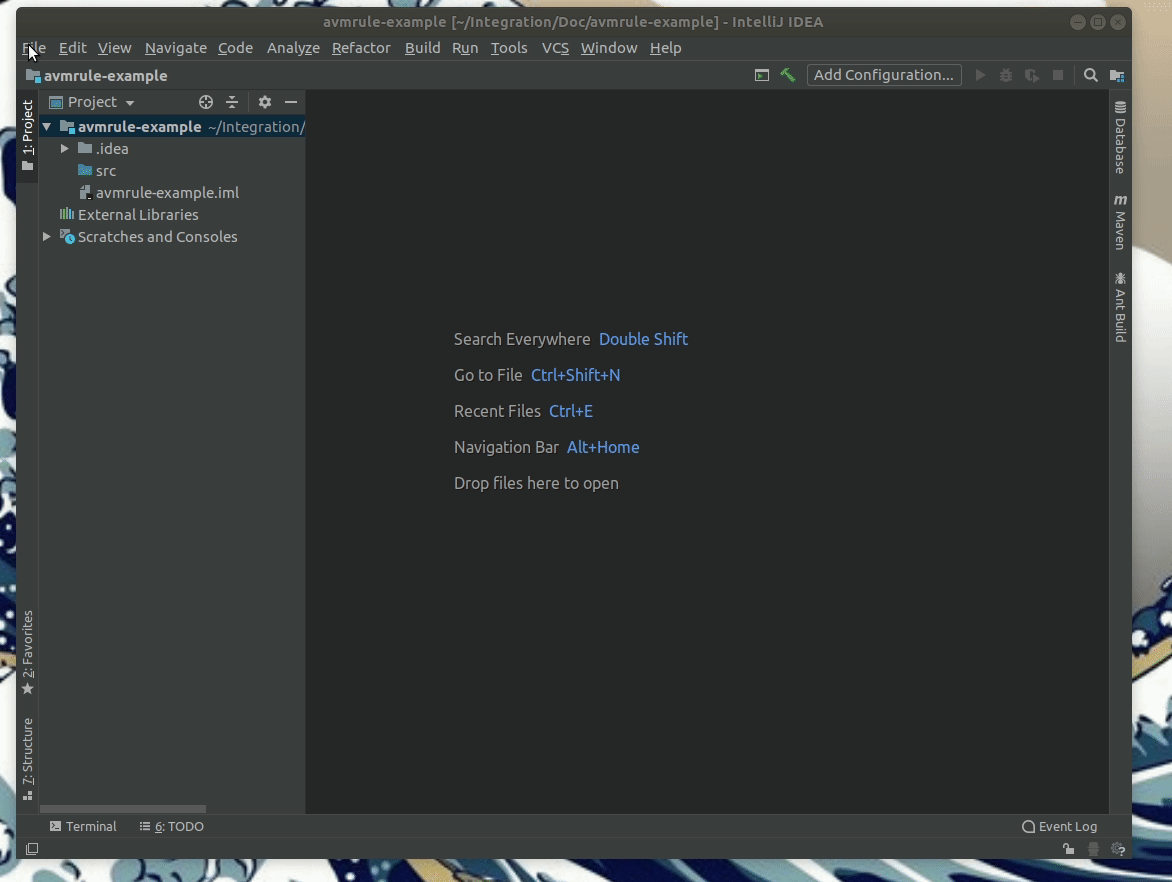 avmrule-example [~/Integration/Doc/avmrule-example] - IntelliJ IDEA
File Edit View Navigate Code Analyze Refactor Build Run Tools VCS Window Help
avmrule-example
Add Configuration...
1: Project
Project
avmrule-example ~/Integration/
.idea
src
avmrule-example.iml
External Libraries
Scratches and Consoles
Search Everywhere Double Shift
Go to File Ctrl+Shift+N
Recent Files Ctrl+E
Navigation Bar Alt+Home
Drop files here to open
Database
m
Maven
Ant Build
2: Favorites
7: Structure
Terminal
6: TODO
Event Log